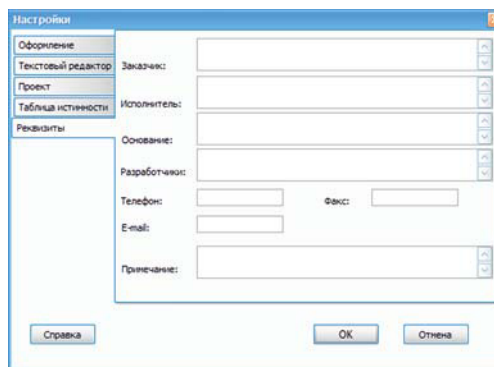 Настройки
Оформление
Текстовый редактор
Проект
Таблица истинности
Реквизиты
Заказчик:
Исполнитель:
Основание:
Разработчики:
Телефон:
Факс:
E-mail:
Примечание:
Справка
OK
Отмена